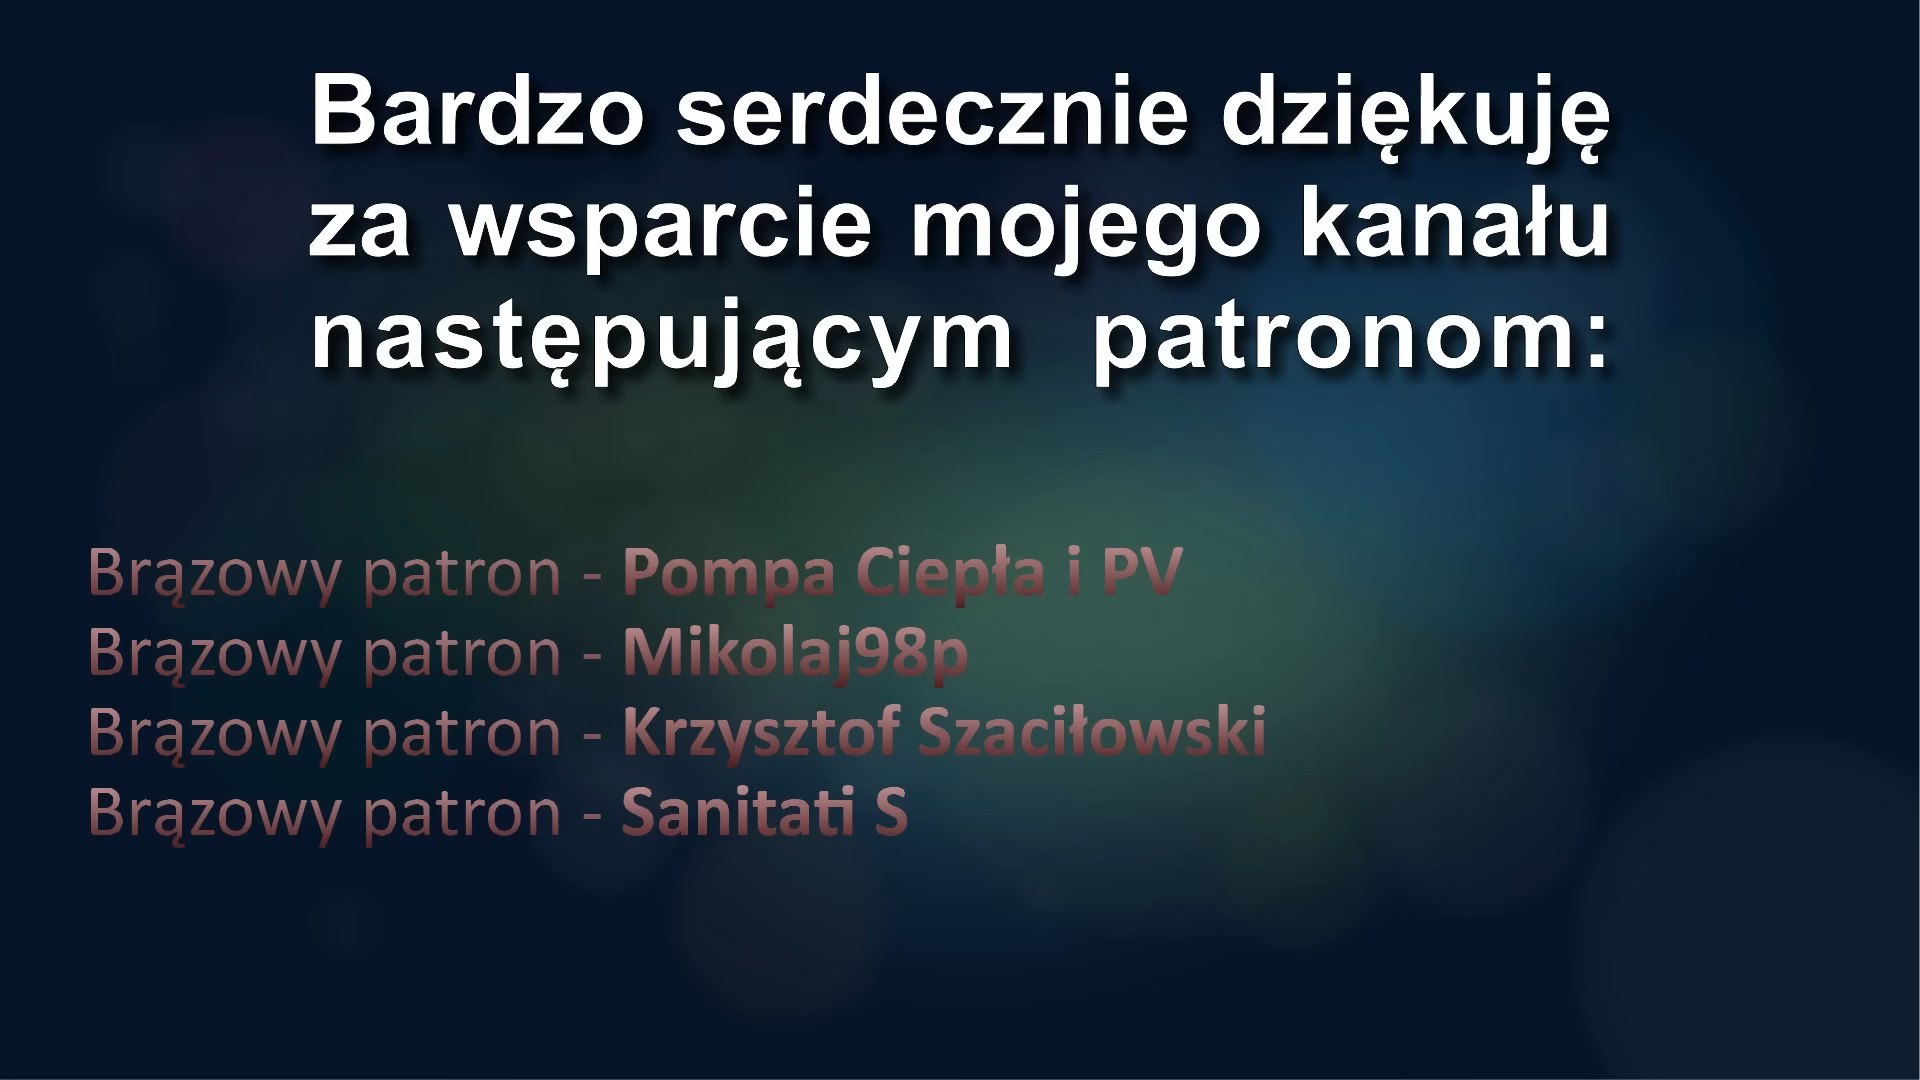 Bardzo serdecznie dziękuję
za wsparcie mojego kanału
następującym patronom:
Brązowy patron - Pompa Ciepła i PV
Brązowy patron - Mikolaj98p
Brązowy patron - Krzysztof Szaciłowski
Brązowy patron - Sanitati S